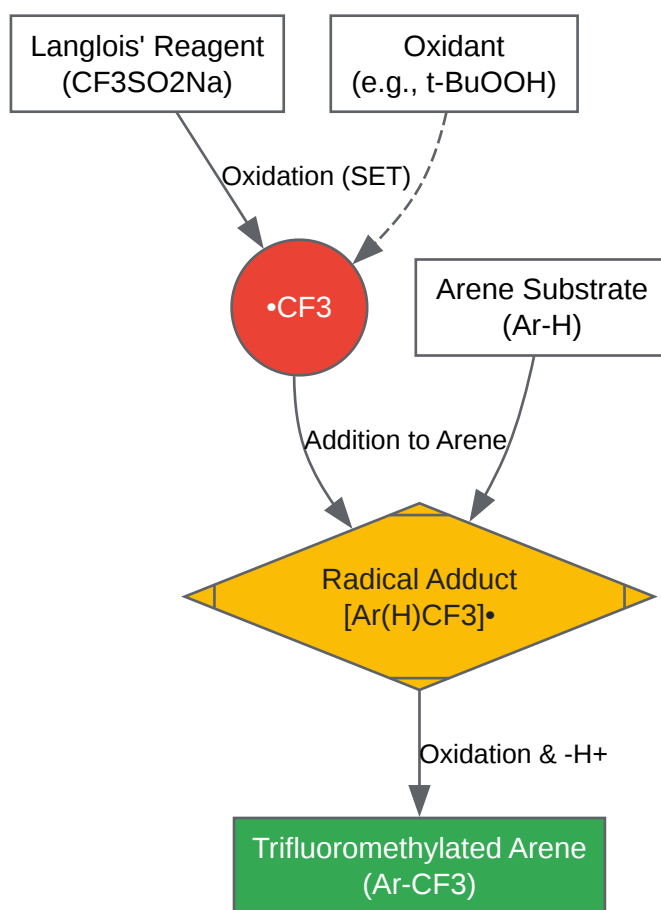 Langlois' Reagent
(CF3SO2Na)
Oxidant
(e.g., t-BuOOH)
Oxidation (SET)
•CF3
Arene Substrate
(Ar-H)
Addition to Arene
Radical Adduct
[Ar(H)CF3]•
Oxidation & -H+
Trifluoromethylated Arene
(Ar-CF3)